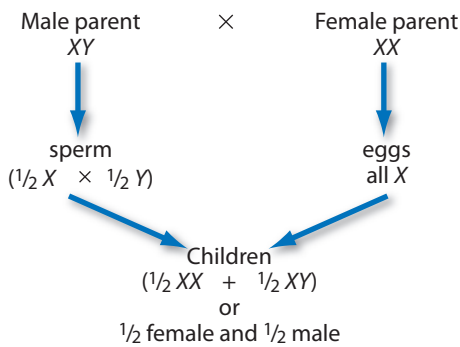 Male parent × Female parent
XY XX
sperm eggs
(½ X × ½ Y) all X
Children
(½ XX + ½ XY)
or
½ female and ½ male